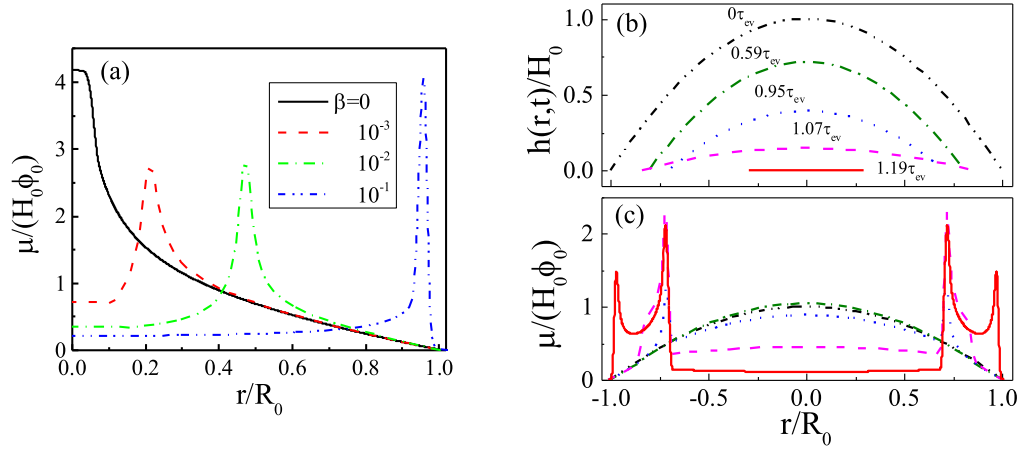 (a)
μ/(H₀ϕ₀)
4
3
2
1
0
β=0
10⁻³
10⁻²
10⁻¹
0.0 0.2 0.4 0.6 0.8 1.0
r/R₀
(b)
h(r,t)/H₀
1.0
0.5
0.0
0τₑᵥ
0.59τₑᵥ
0.95τₑᵥ
1.07τₑᵥ
1.19τₑᵥ
(c)
μ/(H₀ϕ₀)
2
1
0
-1.0 -0.5 0.0 0.5 1.0
r/R₀